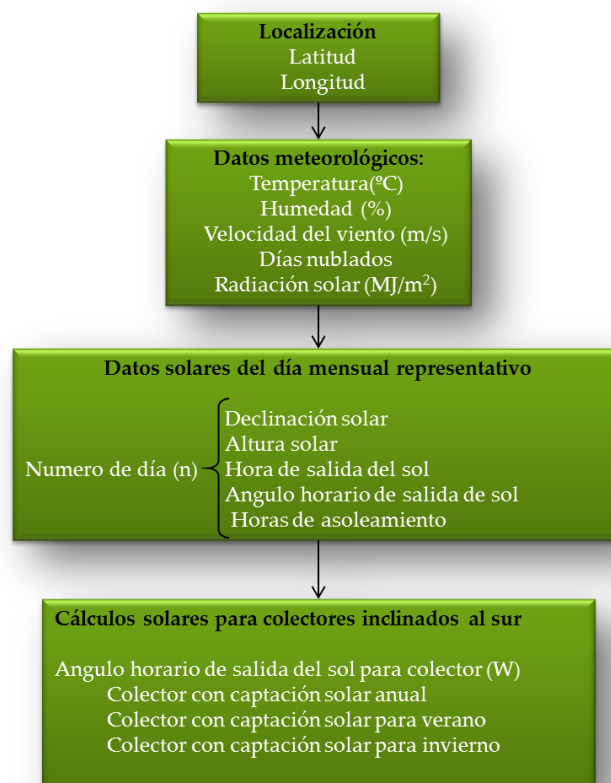 Localización
Latitud
Longitud
Datos meteorológicos:
Temperatura(ºC)
Humedad (%)
Velocidad del viento (m/s)
Días nublados
Radiación solar (MJ/m²)
Datos solares del día mensual representativo
Numero de día (n)
Declinación solar
Altura solar
Hora de salida del sol
Angulo horario de salida de sol
Horas de asoleamiento
Cálculos solares para colectores inclinados al sur
Angulo horario de salida del sol para colector (W)
Colector con captación solar anual
Colector con captación solar para verano
Colector con captación solar para invierno